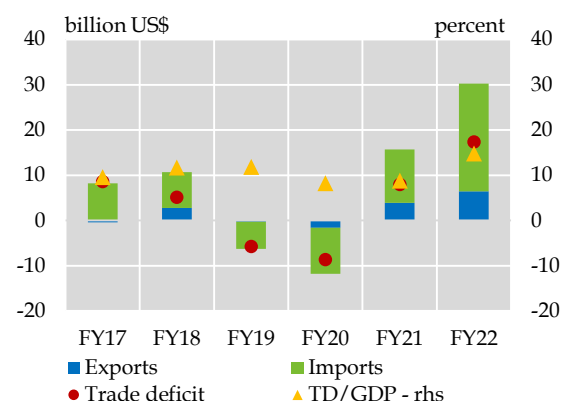 billion US$ percent
40 40
30 30
20 20
10 10
0 0
-10 -10
-20 -20
FY17 FY18 FY19 FY20 FY21 FY22
Exports Imports
Trade deficit TD/GDP - rhs